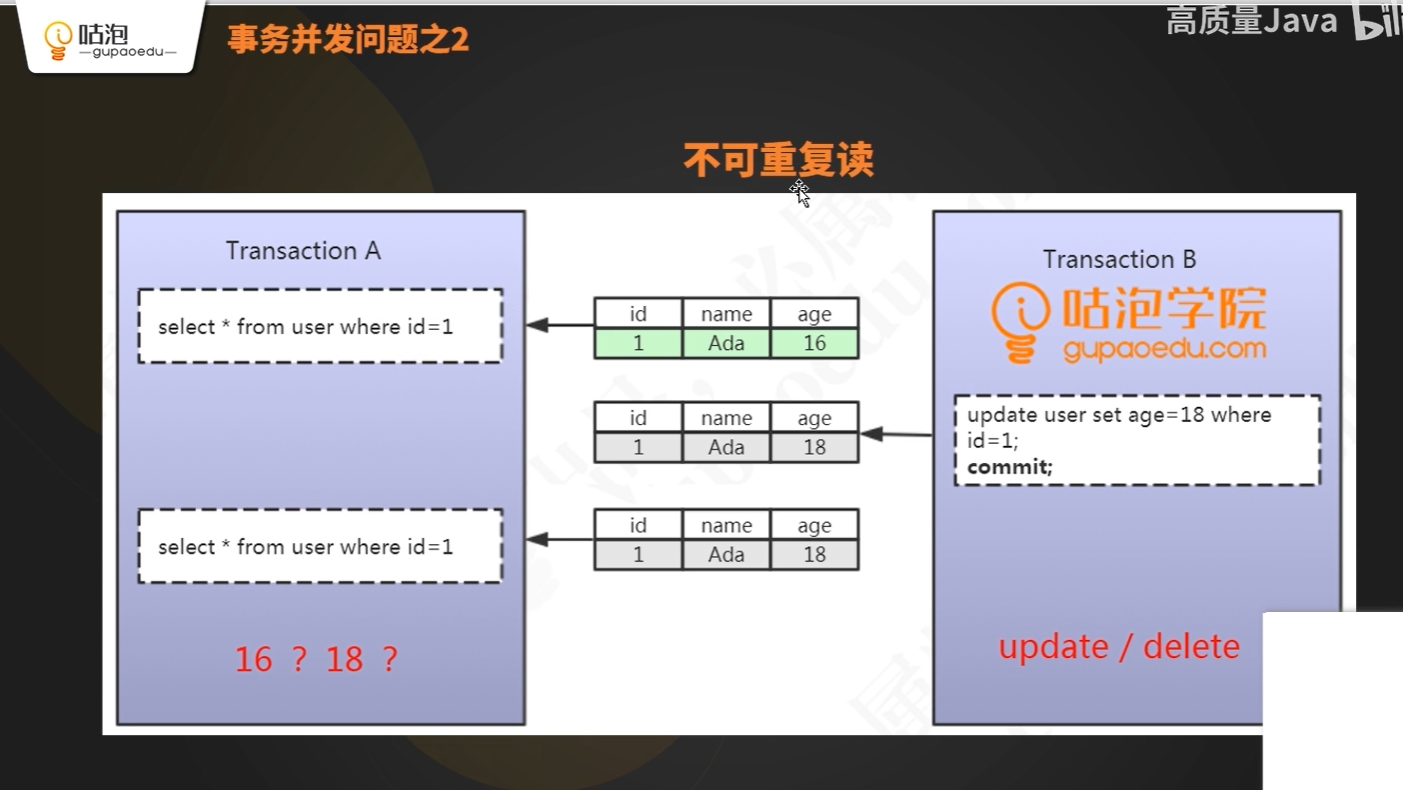 咕泡
gupaoedu
事务并发问题之2
高质量Java
bili
不可重复读
Transaction A
select * from user where id=1
id name age
1 Ada 16
id name age
1 Ada 18
select * from user where id=1
id name age
1 Ada 18
16 ? 18 ?
Transaction B
咕泡学院
gupaoedu.com
update user set age=18 where
id=1;
commit;
update / delete